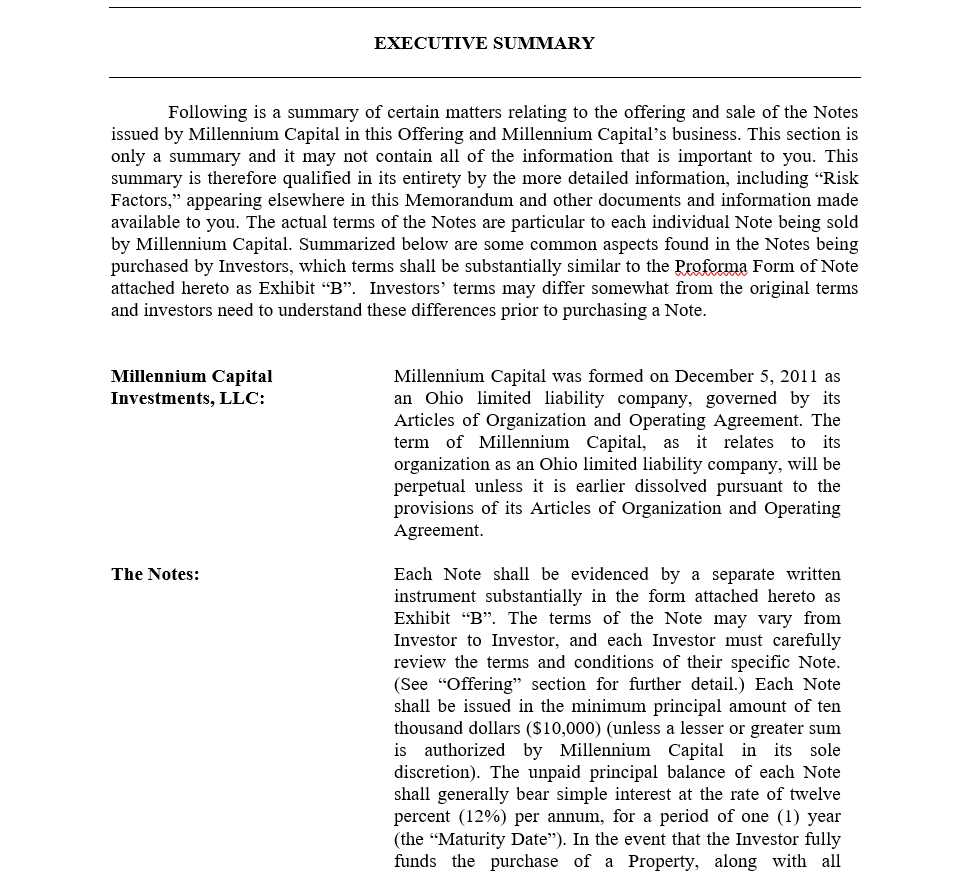 EXECUTIVE SUMMARY
Following is a summary of certain matters relating to the offering and sale of the Notes
issued by Millennium Capital in this Offering and Millennium Capital’s business. This section is
only a summary and it may not contain all of the information that is important to you. This
summary is therefore qualified in its entirety by the more detailed information, including “Risk
Factors,” appearing elsewhere in this Memorandum and other documents and information made
available to you. The actual terms of the Notes are particular to each individual Note being sold
by Millennium Capital. Summarized below are some common aspects found in the Notes being
purchased by Investors, which terms shall be substantially similar to the Proforma Form of Note
attached hereto as Exhibit “B”.  Investors’ terms may differ somewhat from the original terms
and investors need to understand these differences prior to purchasing a Note.
Millennium Capital
Investments, LLC:
Millennium Capital was formed on December 5, 2011 as
an Ohio limited liability company, governed by its
Articles of Organization and Operating Agreement. The
term of Millennium Capital, as it relates to its
organization as an Ohio limited liability company, will be
perpetual unless it is earlier dissolved pursuant to the
provisions of its Articles of Organization and Operating
Agreement.
The Notes:
Each Note shall be evidenced by a separate written
instrument substantially in the form attached hereto as
Exhibit “B”. The terms of the Note may vary from
Investor to Investor, and each Investor must carefully
review the terms and conditions of their specific Note.
(See “Offering” section for further detail.) Each Note
shall be issued in the minimum principal amount of ten
thousand dollars ($10,000) (unless a lesser or greater sum
is authorized by Millennium Capital in its sole
discretion). The unpaid principal balance of each Note
shall generally bear simple interest at the rate of twelve
percent (12%) per annum, for a period of one (1) year
(the “Maturity Date”). In the event that the Investor fully
funds the purchase of a Property, along with all